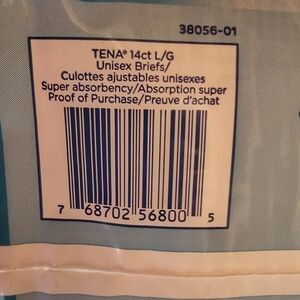 38056-01
TENA® 14ct L/G
Unisex Briefs/
Culottes ajustables unisexes
Super absorbency/Absorption super
Proof of Purchase/Preuve d'achat
7 68702 56800 5